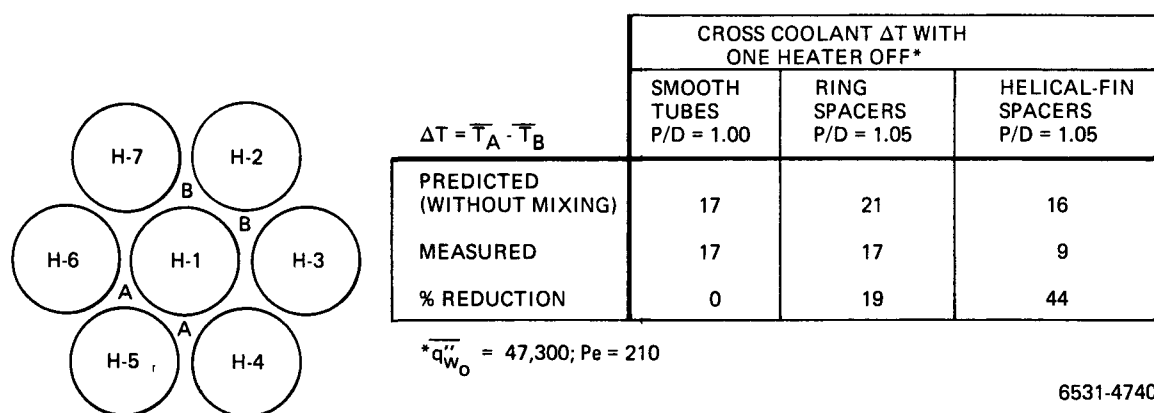 CROSS COOLANT ΔT WITH
ONE HEATER OFF*
SMOOTH TUBES P/D = 1.00
RING SPACERS P/D = 1.05
HELICAL-FIN SPACERS P/D = 1.05
ΔT = T̅A - T̅B
PREDICTED
(WITHOUT MIXING) 17 21 16
MEASURED 17 17 9
% REDUCTION 0 19 44
*q̅″Wo = 47,300; Pe = 210
H-7 H-2
B
B
H-6 H-1 H-3
A
A
H-5 H-4
6531-4740